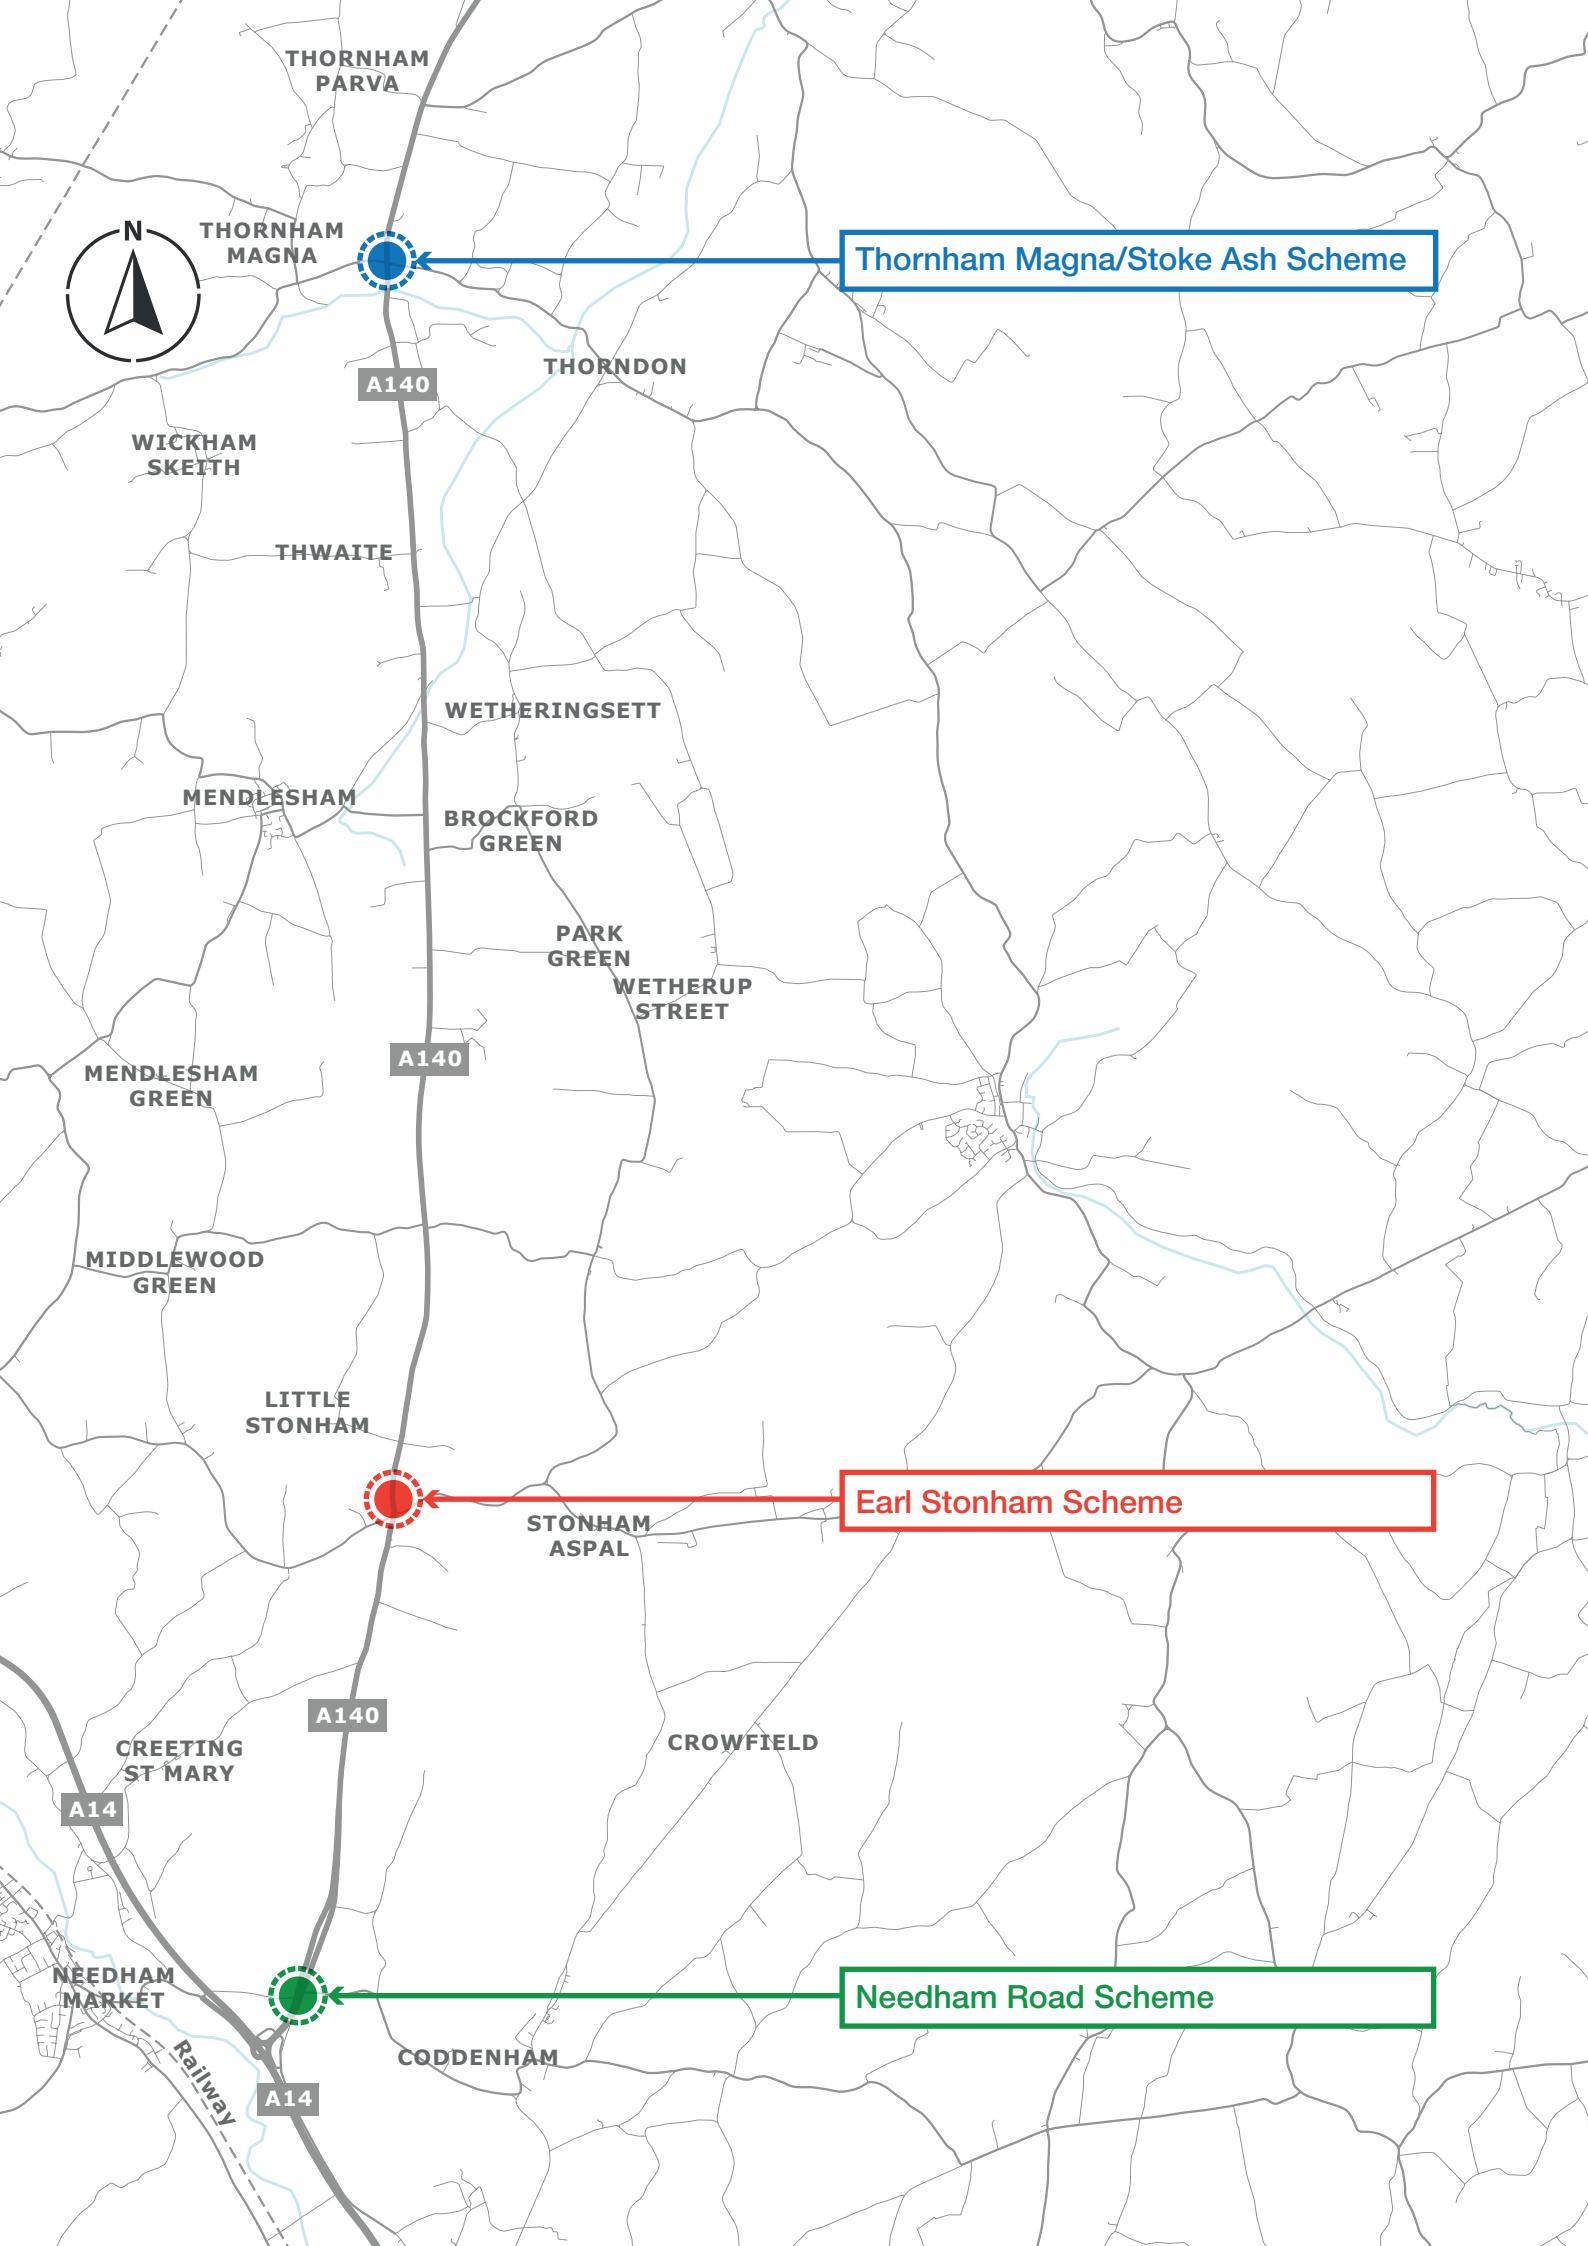 THORNHAM
PARVA
N
THORNHAM
MAGNA
Thornham Magna/Stoke Ash Scheme
THORNDON
A140
WICKHAM
SKEITH
THWAITE
WETHERINGSETT
MENDLESHAM
BROCKFORD
GREEN
PARK
GREEN
WETHERUP
STREET
A140
MENDLESHAM
GREEN
MIDDLEWOOD
GREEN
LITTLE
STONHAM
Earl Stonham Scheme
STONHAM
ASPAL
A140
CROWFIELD
CREETING
ST MARY
A14
NEEDHAM
MARKET
Needham Road Scheme
Railway
CODDENHAM
A14